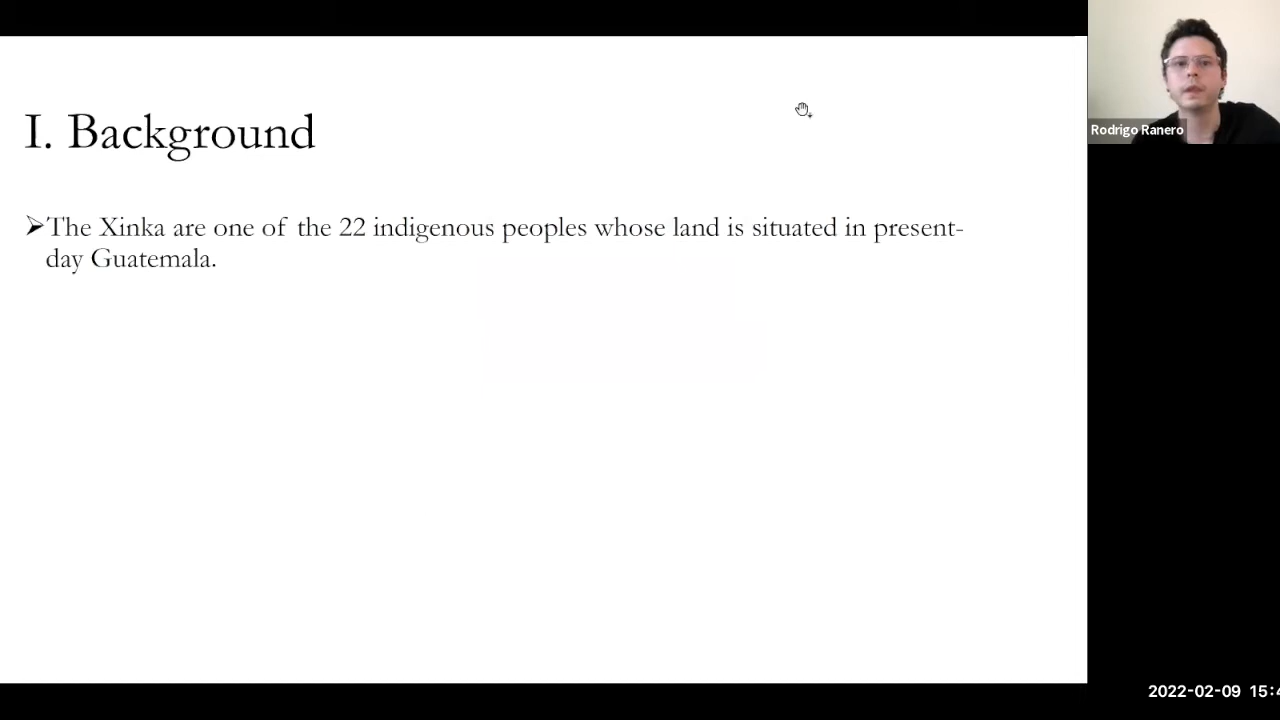 I. Background
➢The Xinka are one of the 22 indigenous peoples whose land is situated in present-
day Guatemala.
Rodrigo Ranero
2022-02-09 15:4